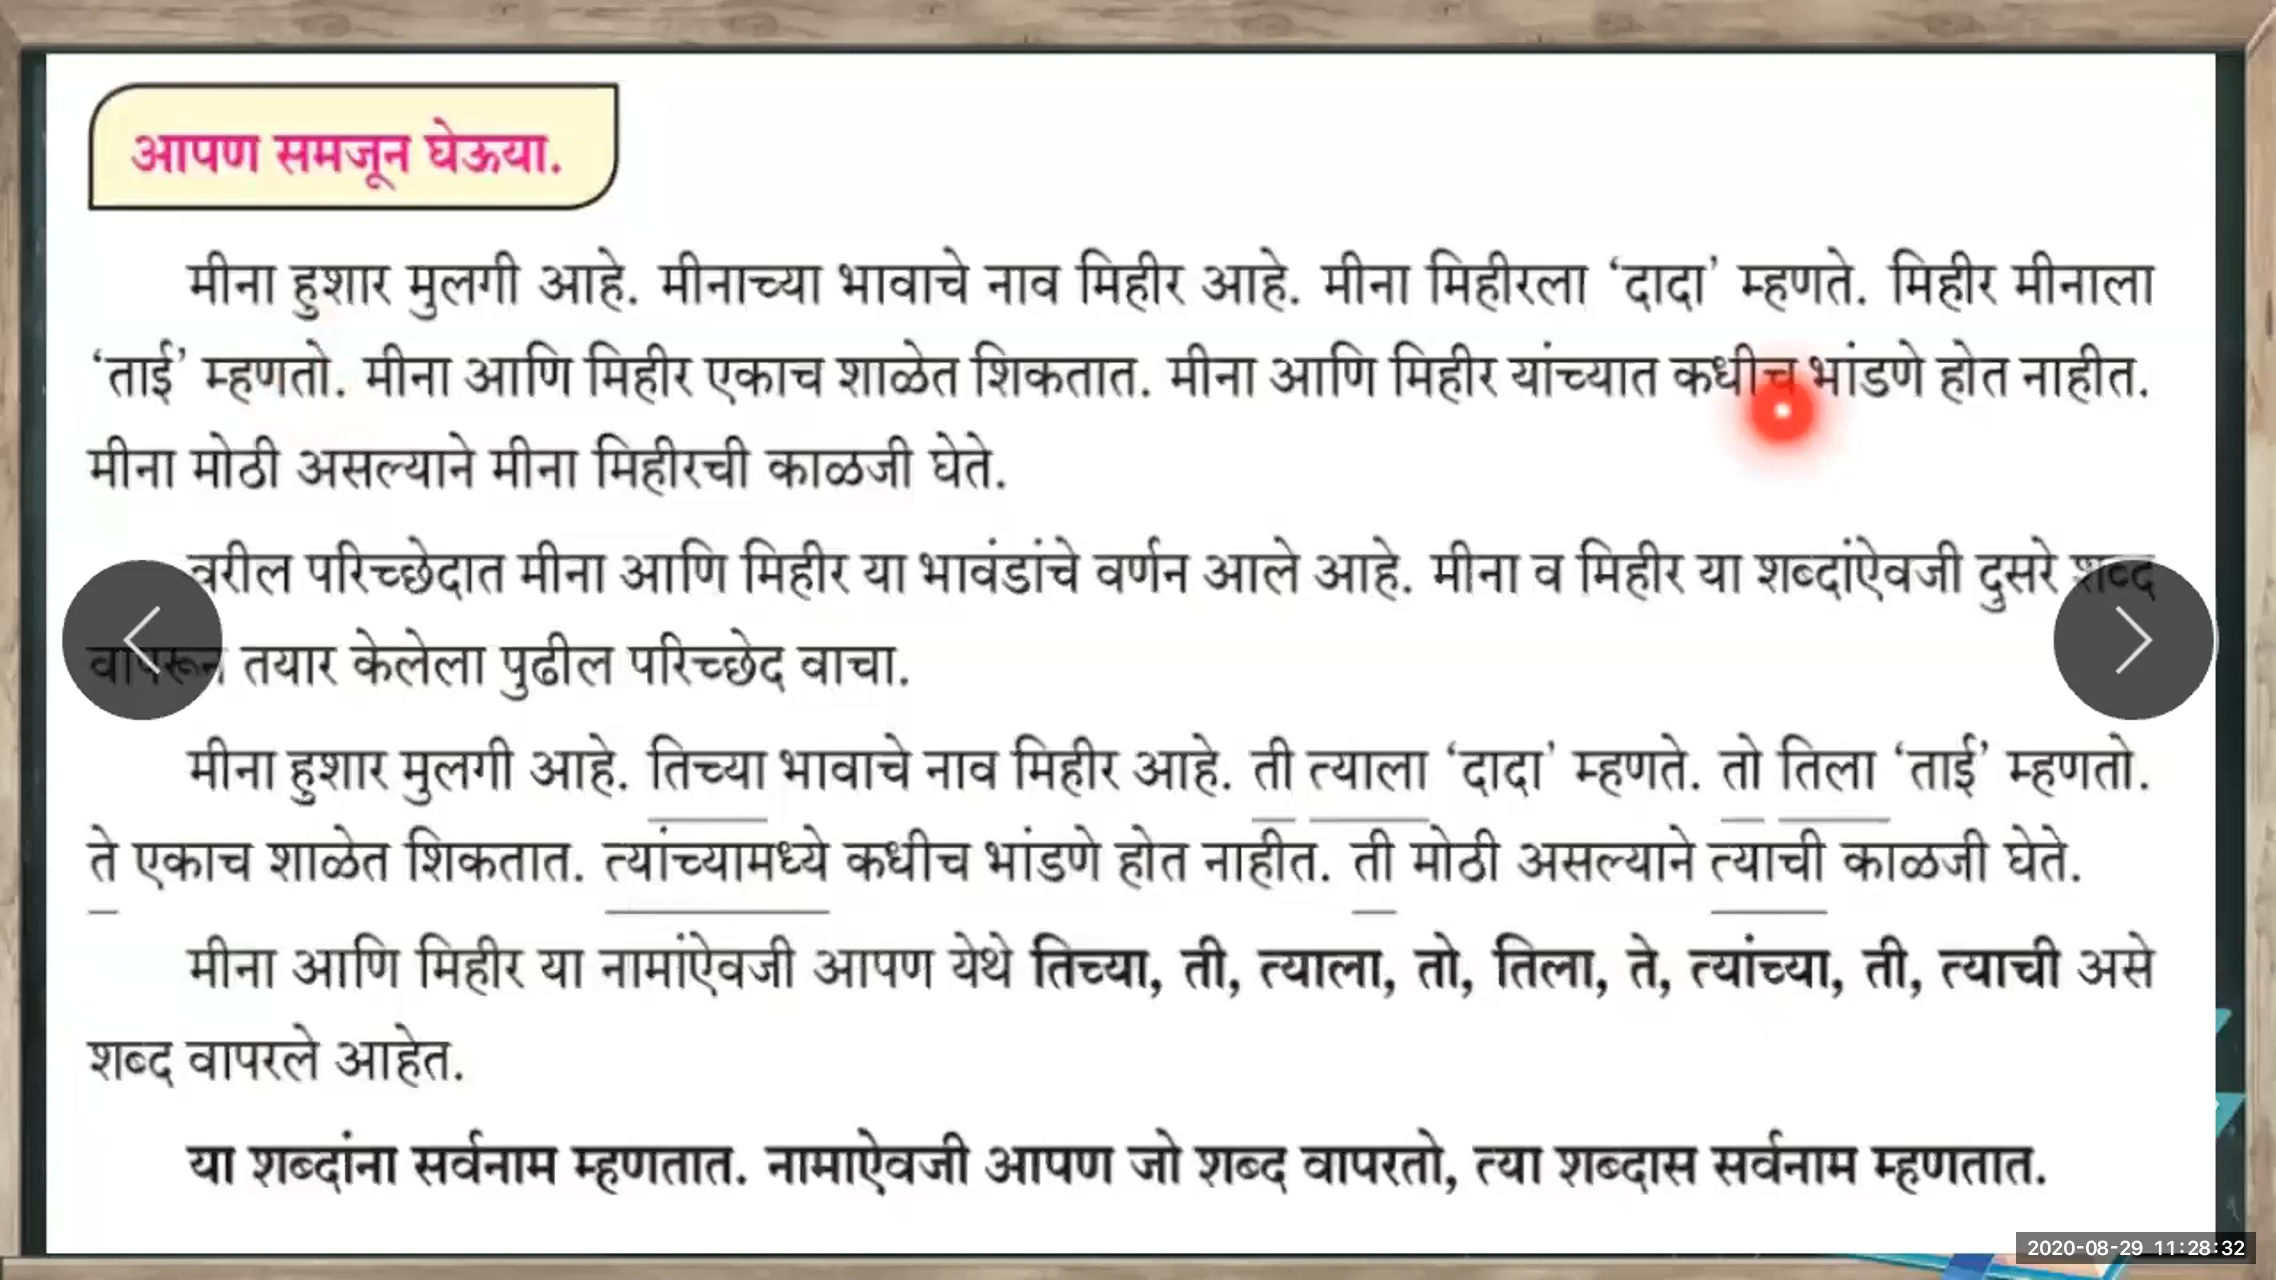 आपण समजून घेऊया.
मीना हुशार मुलगी आहे. मीनाच्या भावाचे नाव मिहीर आहे. मीना मिहीरला ‘दादा’ म्हणते. मिहीर मीनाला
‘ताई’ म्हणतो. मीना आणि मिहीर एकाच शाळेत शिकतात. मीना आणि मिहीर यांच्यात कधीच भांडणे होत नाहीत.
मीना मोठी असल्याने मीना मिहीरची काळजी घेते.
वरील परिच्छेदात मीना आणि मिहीर या भावंडांचे वर्णन आले आहे. मीना व मिहीर या शब्दांऐवजी दुसरे शब्द
वापरून तयार केलेला पुढील परिच्छेद वाचा.
मीना हुशार मुलगी आहे. तिच्या भावाचे नाव मिहीर आहे. ती त्याला ‘दादा’ म्हणते. तो तिला ‘ताई’ म्हणतो.
ते एकाच शाळेत शिकतात. त्यांच्यामध्ये कधीच भांडणे होत नाहीत. ती मोठी असल्याने त्याची काळजी घेते.
मीना आणि मिहीर या नामांऐवजी आपण येथे तिच्या, ती, त्याला, तो, तिला, ते, त्यांच्या, ती, त्याची असे
शब्द वापरले आहेत.
या शब्दांना सर्वनाम म्हणतात. नामाऐवजी आपण जो शब्द वापरतो, त्या शब्दास सर्वनाम म्हणतात.
2020-08-29 11:28:32